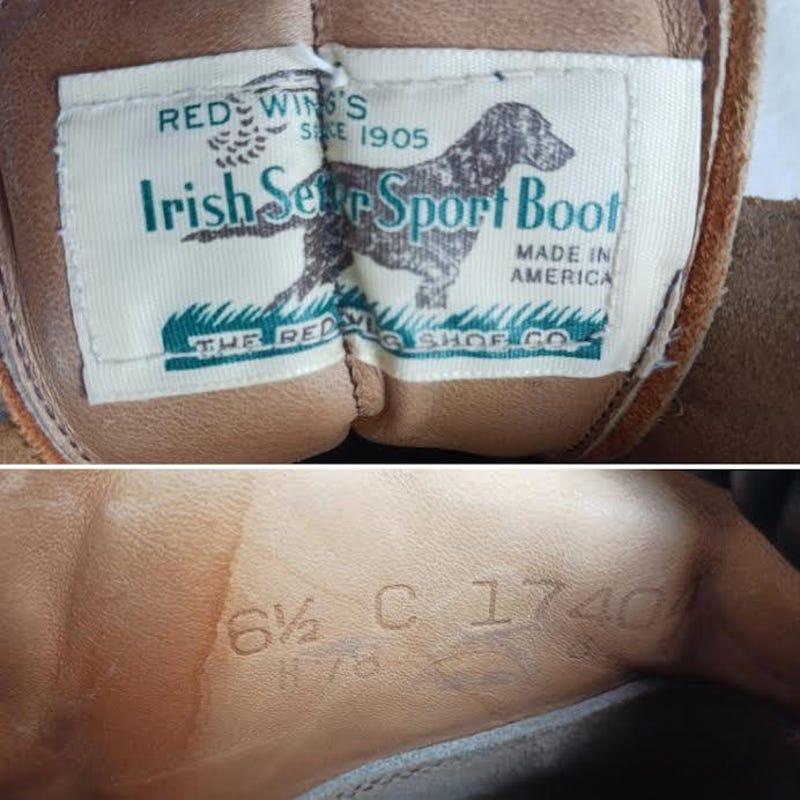 RED WING'S
SINCE 1905
Irish Setter Sport Boot
MADE IN
AMERICA
THE RED WING SHOE CO.
6½ C 1740
H 78